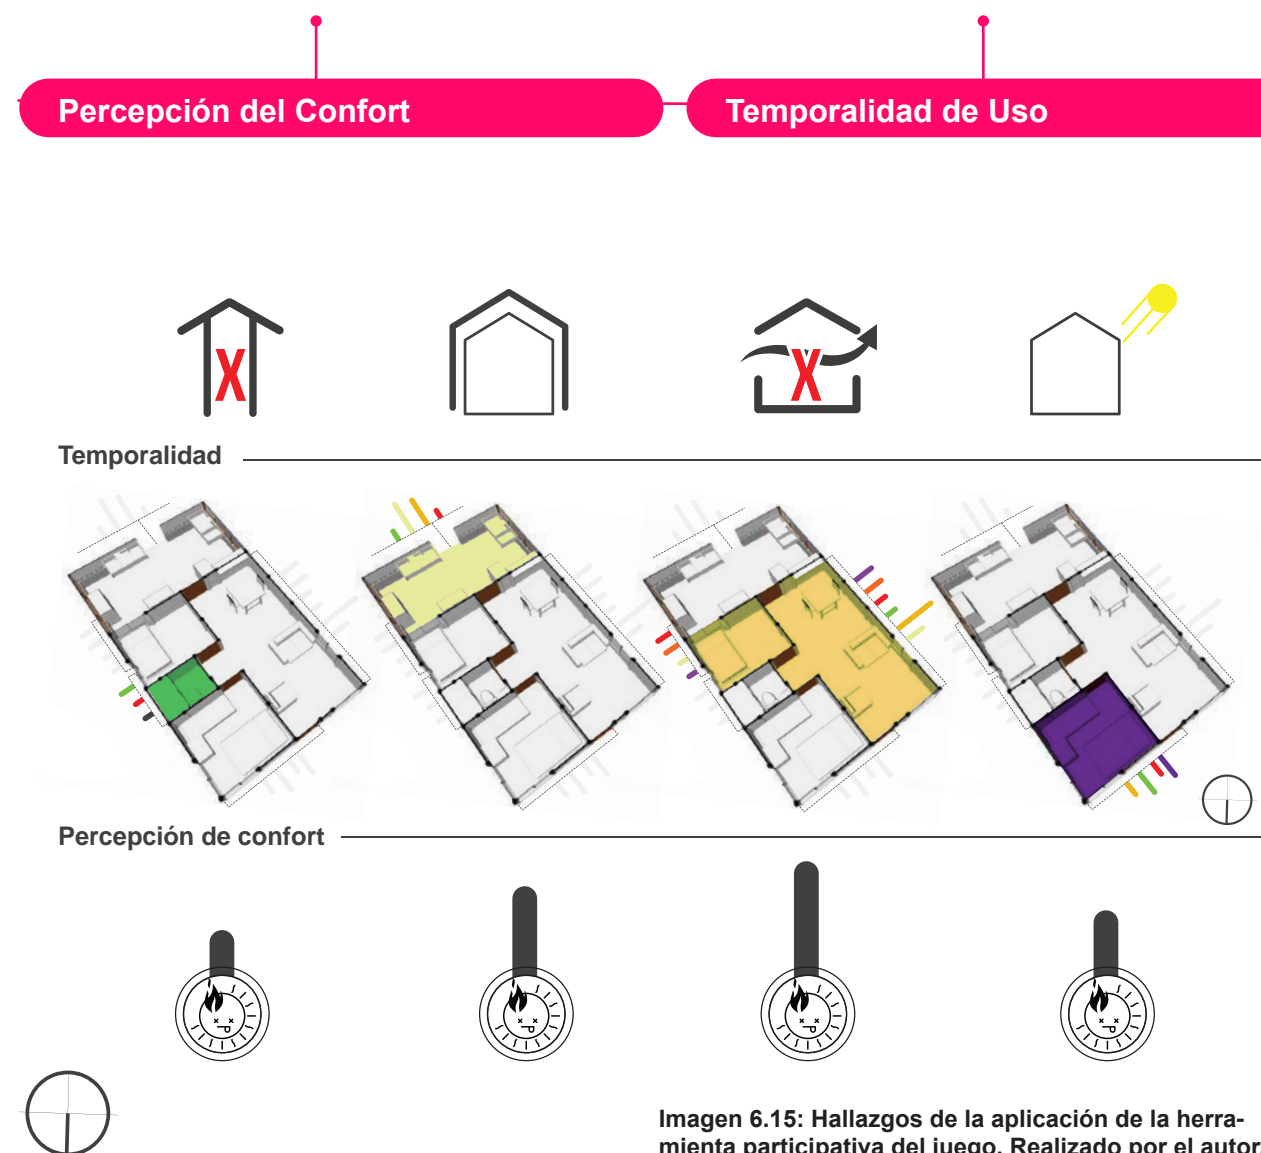 Percepción del Confort
Temporalidad de Uso
X
X
Temporalidad
Percepción de confort
Imagen 6.15: Hallazgos de la aplicación de la herra-
mienta participativa del juego. Realizado por el autor.